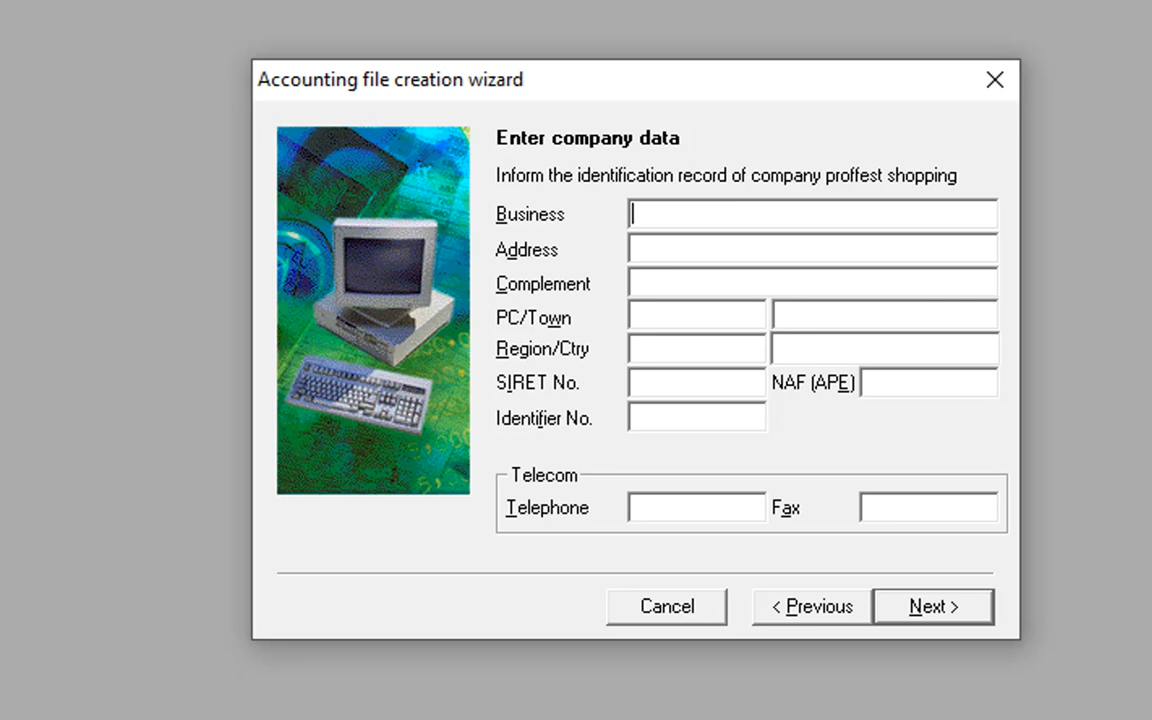 Accounting file creation wizard
Enter company data
Inform the identification record of company proffest shopping
Business
Address
Complement
PC/Town
Region/Ctry
SIRET No.
NAF (APE)
Identifier No.
Telecom
Telephone
Fax
Cancel
< Previous
Next >